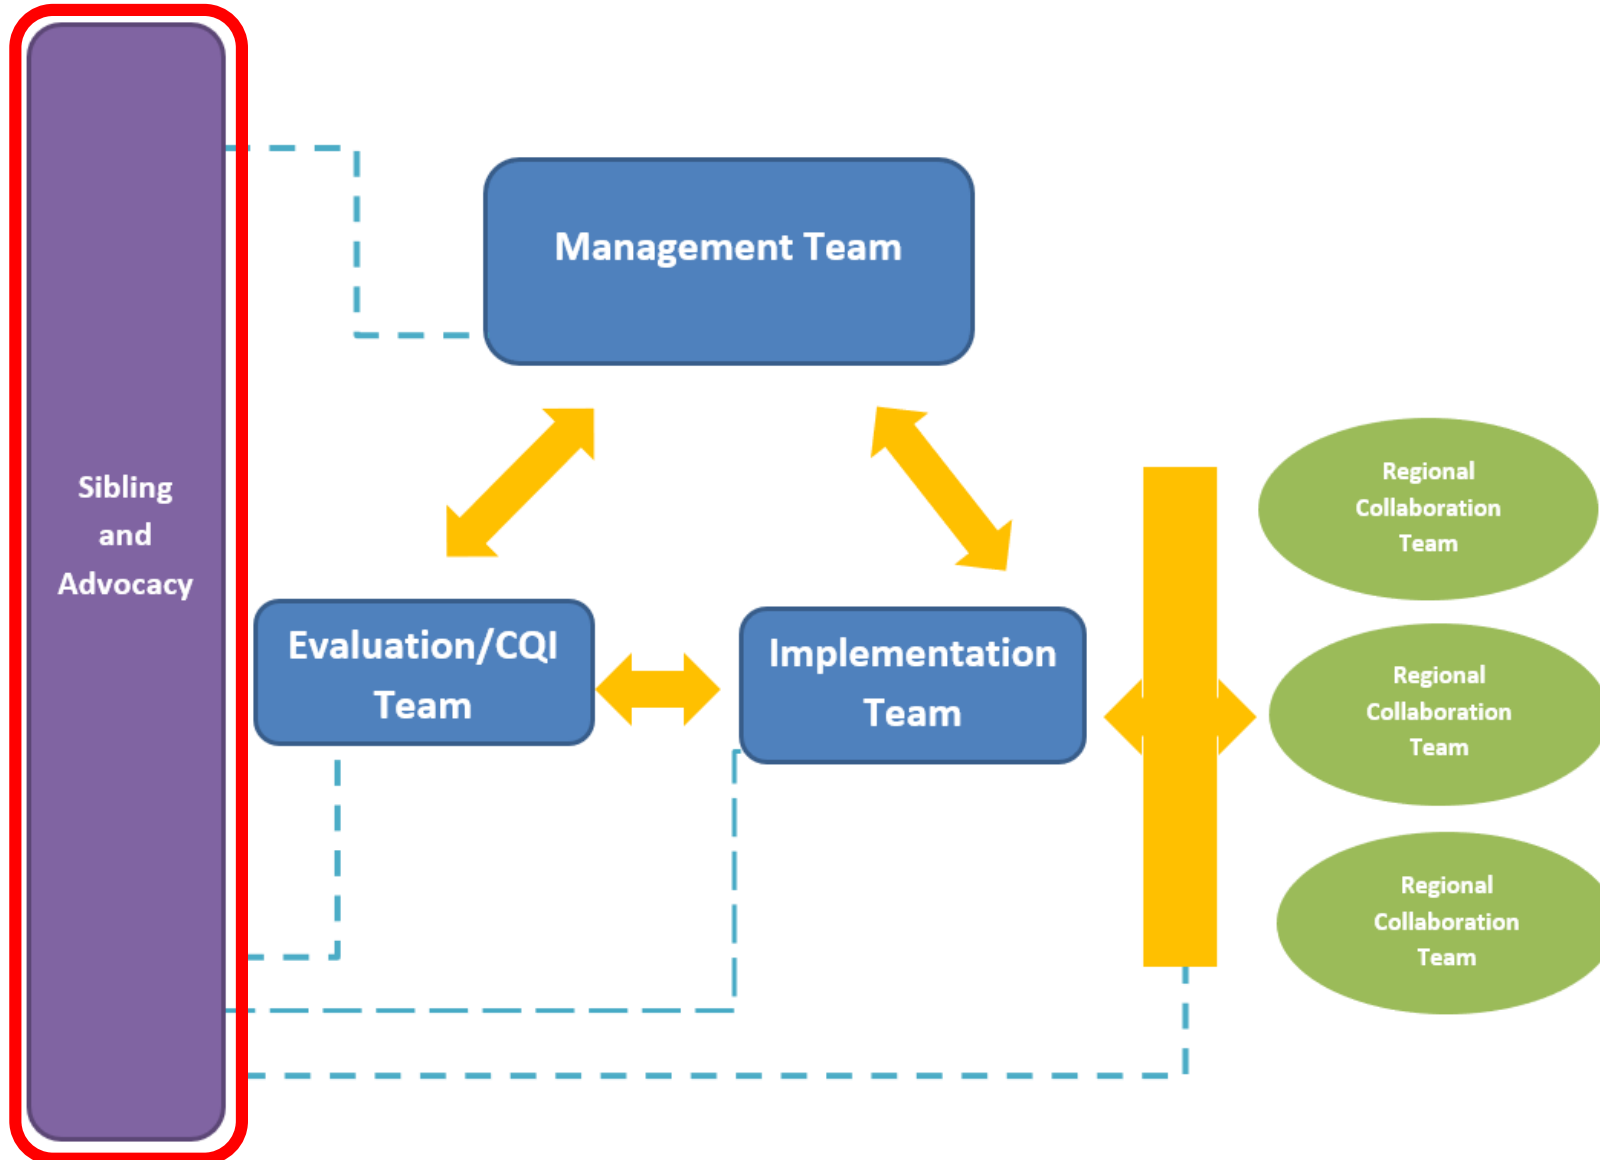 Sibling
and
Advocacy
Management Team
Evaluation/CQI
Team
Implementation
Team
Regional
Collaboration
Team
Regional
Collaboration
Team
Regional
Collaboration
Team